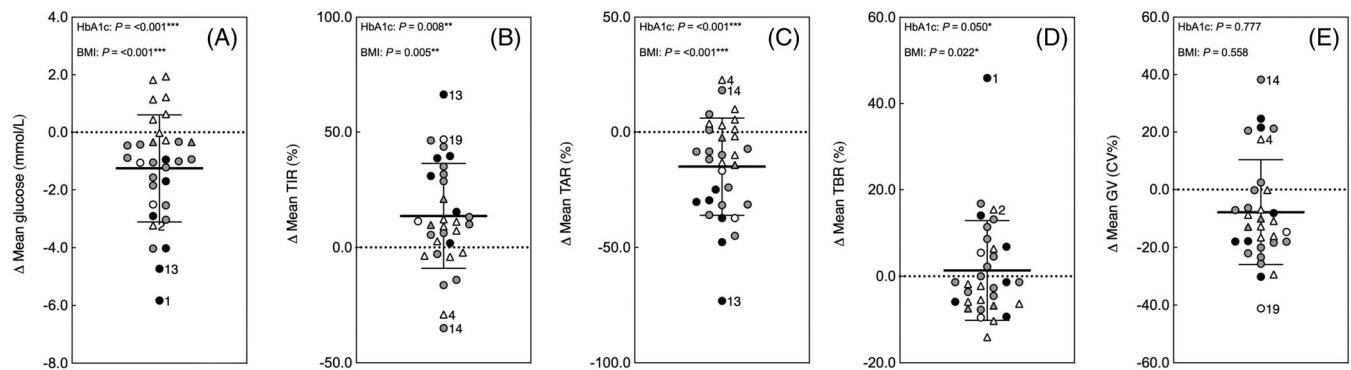 HbA1c: P = <0.001***
BMI: P = <0.001***
(A)
Δ Mean glucose (mmol/L)
4.0
2.0
0.0
-2.0
-4.0
-6.0
-8.0
2
13
1
HbA1c: P = 0.008**
BMI: P = 0.005**
(B)
Δ Mean TIR (%)
100.0
50.0
0.0
-50.0
13
19
4
14
HbA1c: P = <0.001***
BMI: P = <0.001***
(C)
Δ Mean TAR (%)
50.0
0.0
-50.0
-100.0
4
14
13
HbA1c: P = 0.050*
BMI: P = 0.022*
(D)
Δ Mean TBR (%)
60.0
40.0
20.0
0.0
-20.0
1
2
HbA1c: P = 0.777
BMI: P = 0.558
(E)
Δ Mean GV (CV%)
60.0
40.0
20.0
0.0
-20.0
-40.0
-60.0
14
4
19